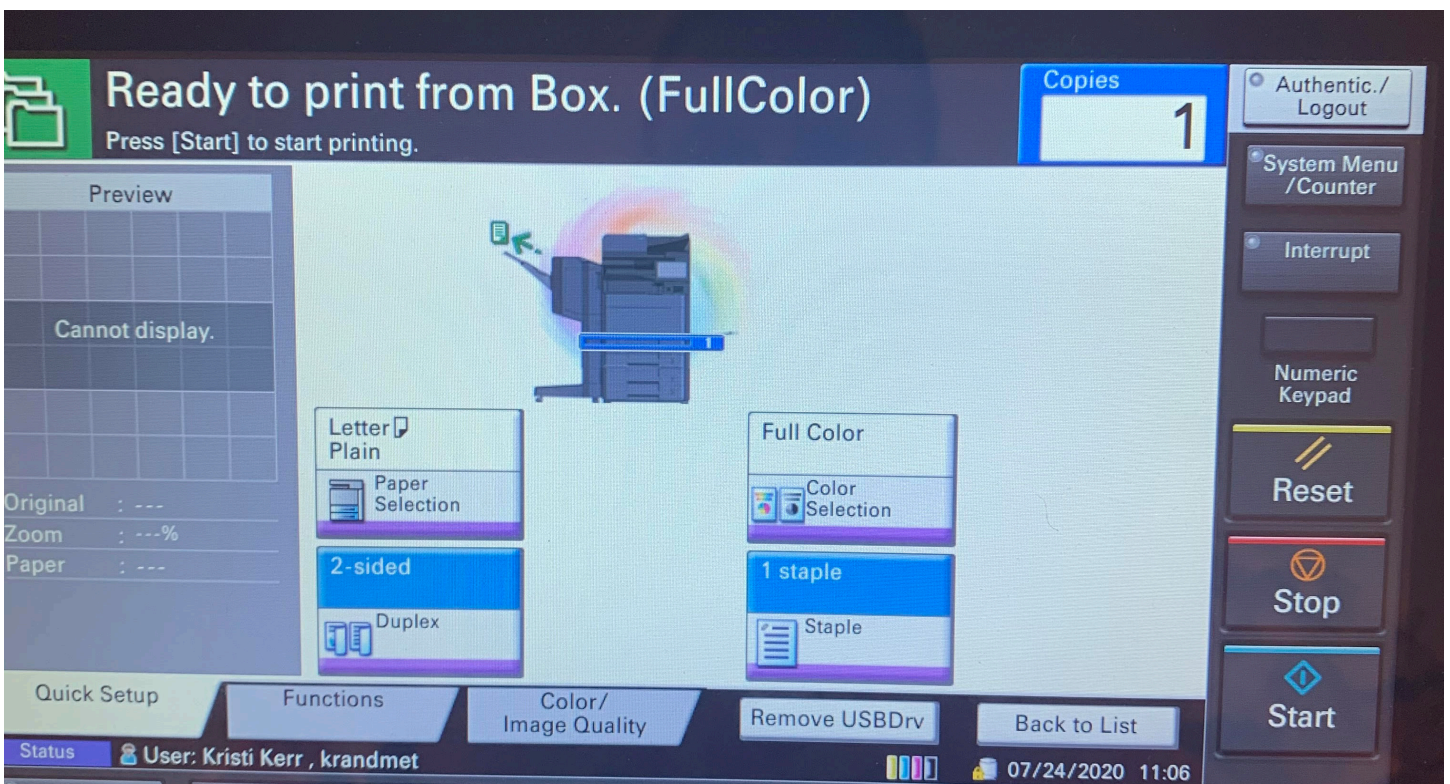 Ready to print from Box. (FullColor)
Press [Start] to start printing.
Copies
1
Authentic./
Logout
System Menu
/Counter
Interrupt
Numeric
Keypad
Reset
Stop
Start
Preview
Cannot display.
Original : ---
Zoom : ---%
Paper : ---
1
Letter
Plain
Paper
Selection
Full Color
Color
Selection
2-sided
Duplex
1 staple
Staple
Quick Setup
Functions
Color/
Image Quality
Remove USBDrv
Back to List
Status
User: Kristi Kerr , krandmet
07/24/2020 11:06